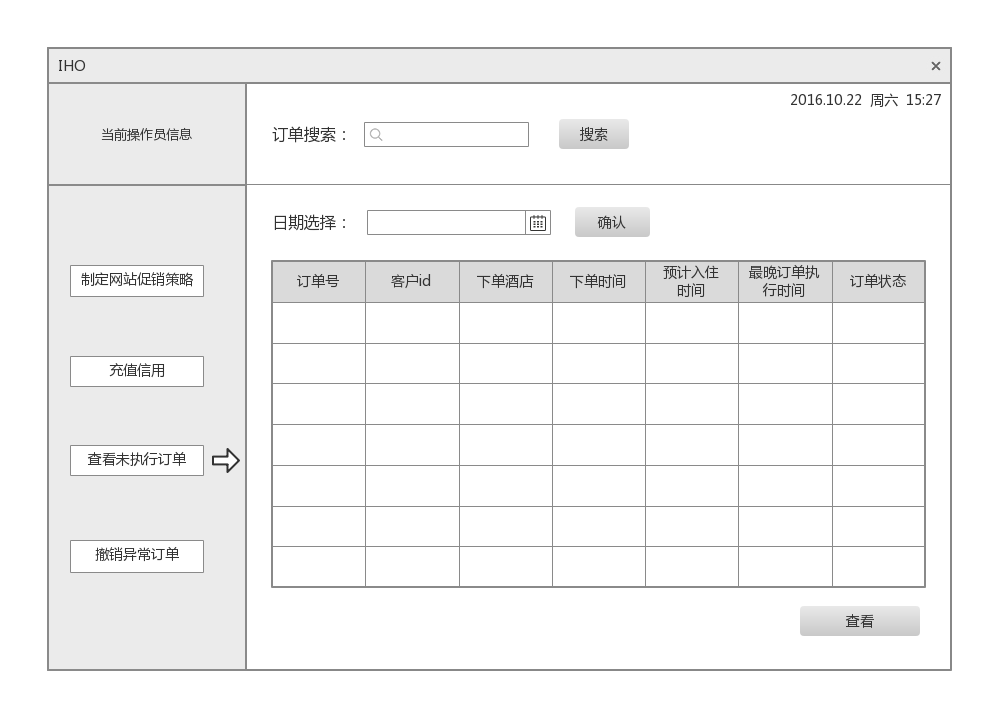 IHO
2016.10.22 周六 15:27
当前操作员信息
订单搜索：
搜索
日期选择：
确认
制定网站促销策略
充值信用
查看未执行订单
撤销异常订单
订单号
客户id
下单酒店
下单时间
预计入住
时间
最晚订单执
行时间
订单状态
查看